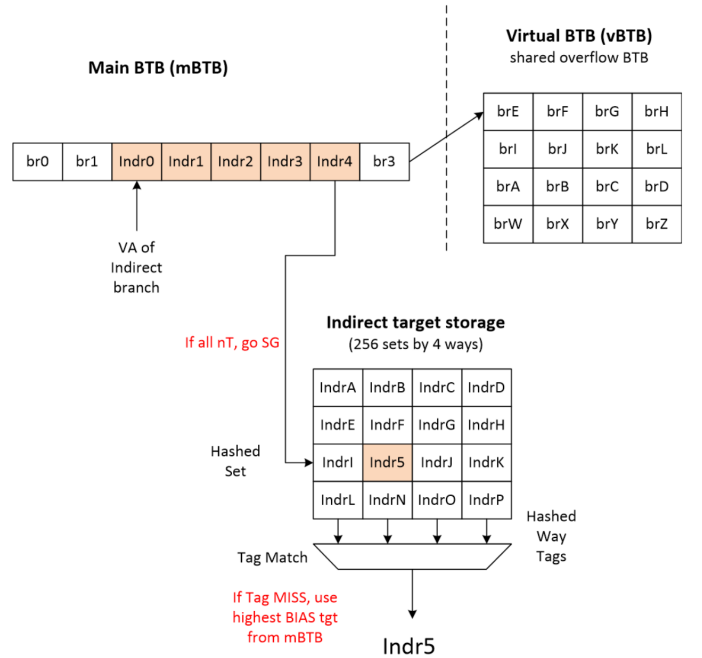 Main BTB (mBTB)
Virtual BTB (vBTB)
shared overflow BTB
br0 br1 Indr0 Indr1 Indr2 Indr3 Indr4 br3
brE brF brG brH
brI brJ brK brL
brA brB brC brD
brW brX brY brZ
VA of
Indirect
branch
If all nT, go SG
Indirect target storage
(256 sets by 4 ways)
IndrA IndrB IndrC IndrD
IndrE IndrF IndrG IndrH
Hashed
Set
IndrI Indr5 IndrJ IndrK
IndrL IndrN IndrO IndrP
Hashed
Way
Tags
Tag Match
If Tag MISS, use
highest BIAS tgt
from mBTB
Indr5